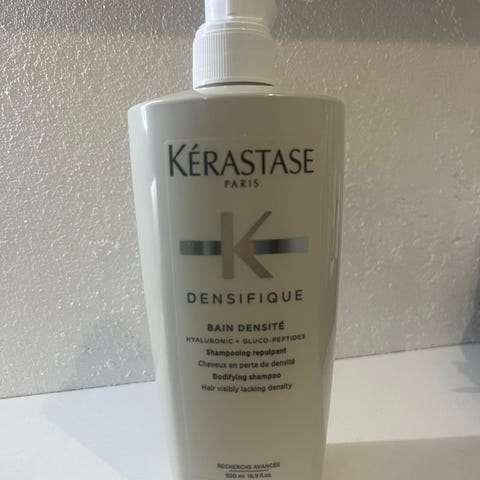 KÉRASTASE
PARIS
K
DENSIFIQUE
BAIN DENSITÉ
HYALURONIC + GLUCO-PEPTIDES
Shampooing repulpant
Cheveux en perte de densité
Bodifying shampoo
Hair visibly lacking density
RECHERCHE AVANCÉE
500 ml 16.9 fl.oz.